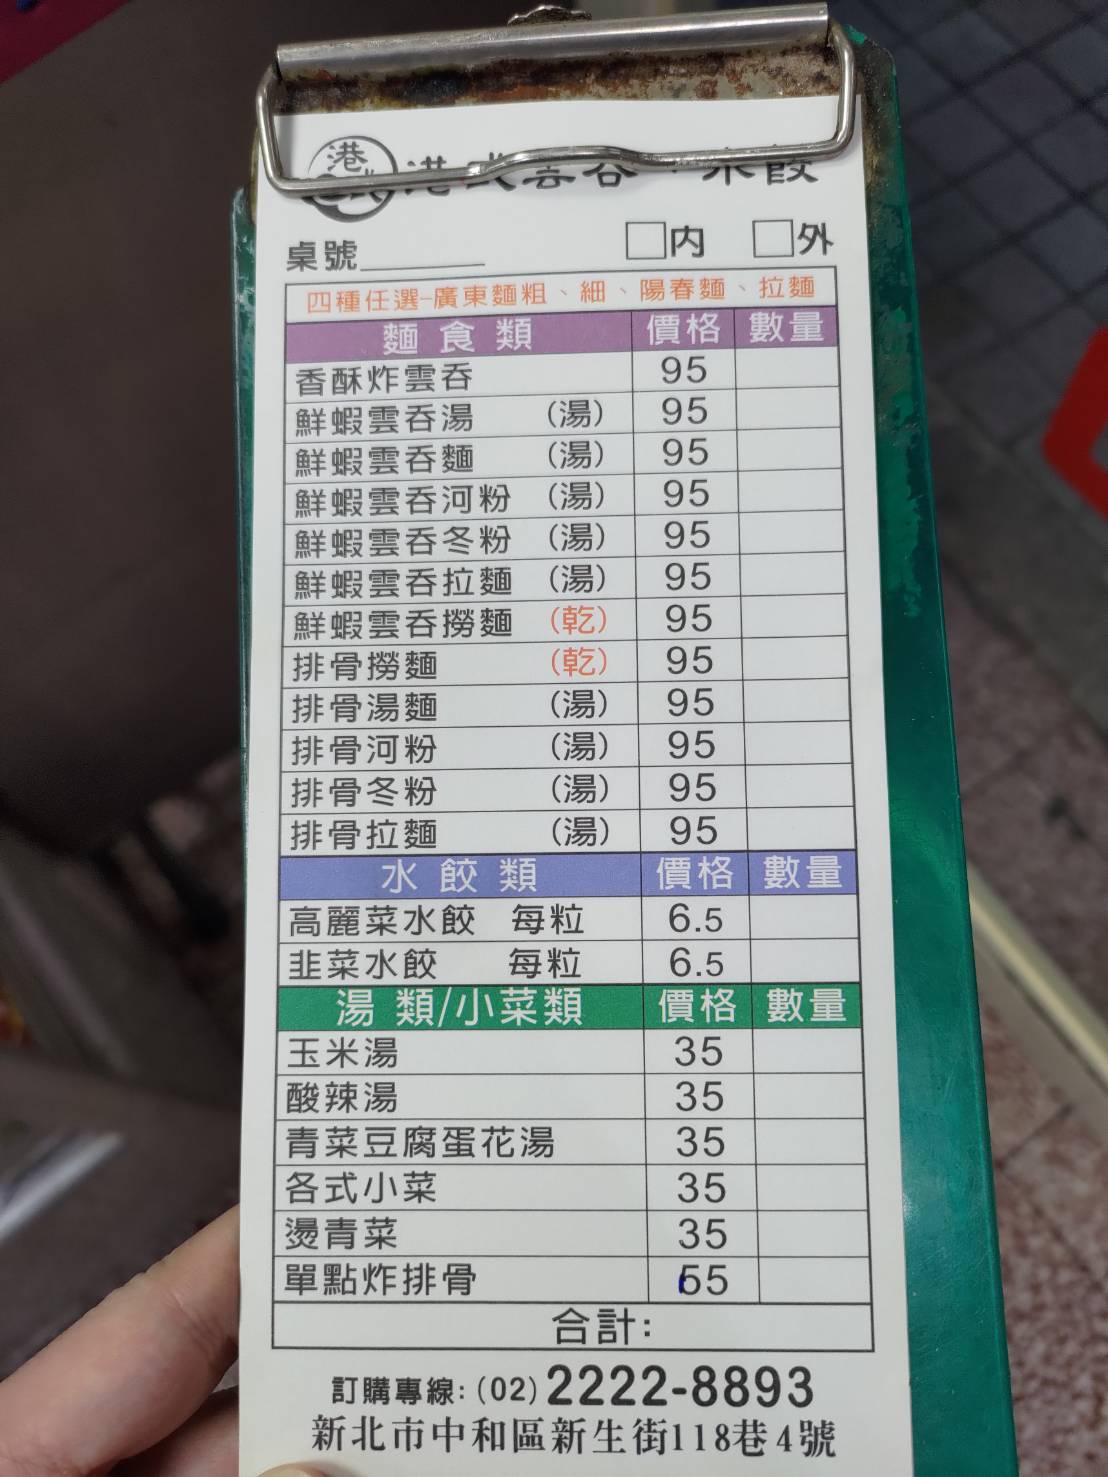 港式
港式雲吞·水餃
桌號______ □內 □外
四種任選-廣東麵粗、細、陽春麵、拉麵
麵食類 價格 數量
香酥炸雲吞 95
鮮蝦雲吞湯 (湯) 95
鮮蝦雲吞麵 (湯) 95
鮮蝦雲吞河粉 (湯) 95
鮮蝦雲吞冬粉 (湯) 95
鮮蝦雲吞拉麵 (湯) 95
鮮蝦雲吞撈麵 (乾) 95
排骨撈麵 (乾) 95
排骨湯麵 (湯) 95
排骨河粉 (湯) 95
排骨冬粉 (湯) 95
排骨拉麵 (湯) 95
水餃類 價格 數量
高麗菜水餃 每粒 6.5
韭菜水餃 每粒 6.5
湯類/小菜類 價格 數量
玉米湯 35
酸辣湯 35
青菜豆腐蛋花湯 35
各式小菜 35
燙青菜 35
單點炸排骨 65
合計:
訂購專線:(02)2222-8893
新北市中和區新生街118巷4號